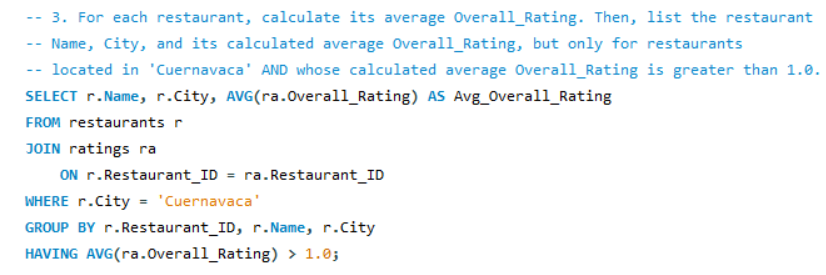 -- 3. For each restaurant, calculate its average Overall_Rating. Then, list the restaurant
-- Name, City, and its calculated average Overall_Rating, but only for restaurants
-- located in 'Cuernavaca' AND whose calculated average Overall_Rating is greater than 1.0.
SELECT r.Name, r.City, AVG(ra.Overall_Rating) AS Avg_Overall_Rating
FROM restaurants r
JOIN ratings ra
    ON r.Restaurant_ID = ra.Restaurant_ID
WHERE r.City = 'Cuernavaca'
GROUP BY r.Restaurant_ID, r.Name, r.City
HAVING AVG(ra.Overall_Rating) > 1.0;